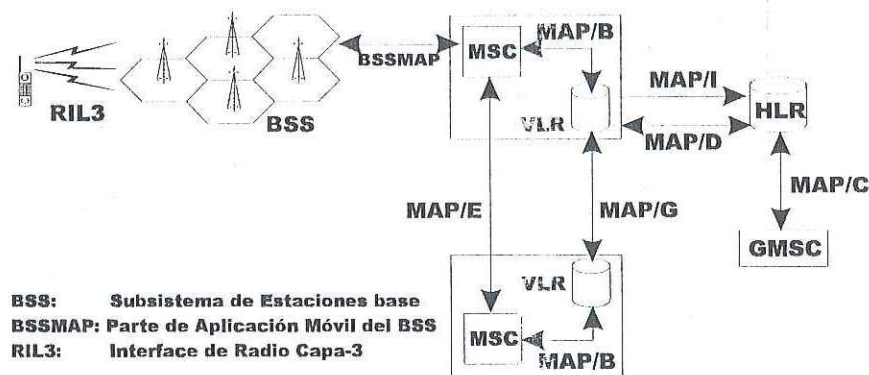 MSC
MAP/B
BSSMAP
MAP/I
HLR
RIL3
BSS
VLR
MAP/D
MAP/E
MAP/G
MAP/C
GMSC
VLR
MSC
MAP/B
BSS: Subsistema de Estaciones base
BSSMAP: Parte de Aplicación Móvil del BSS
RIL3: Interface de Radio Capa-3